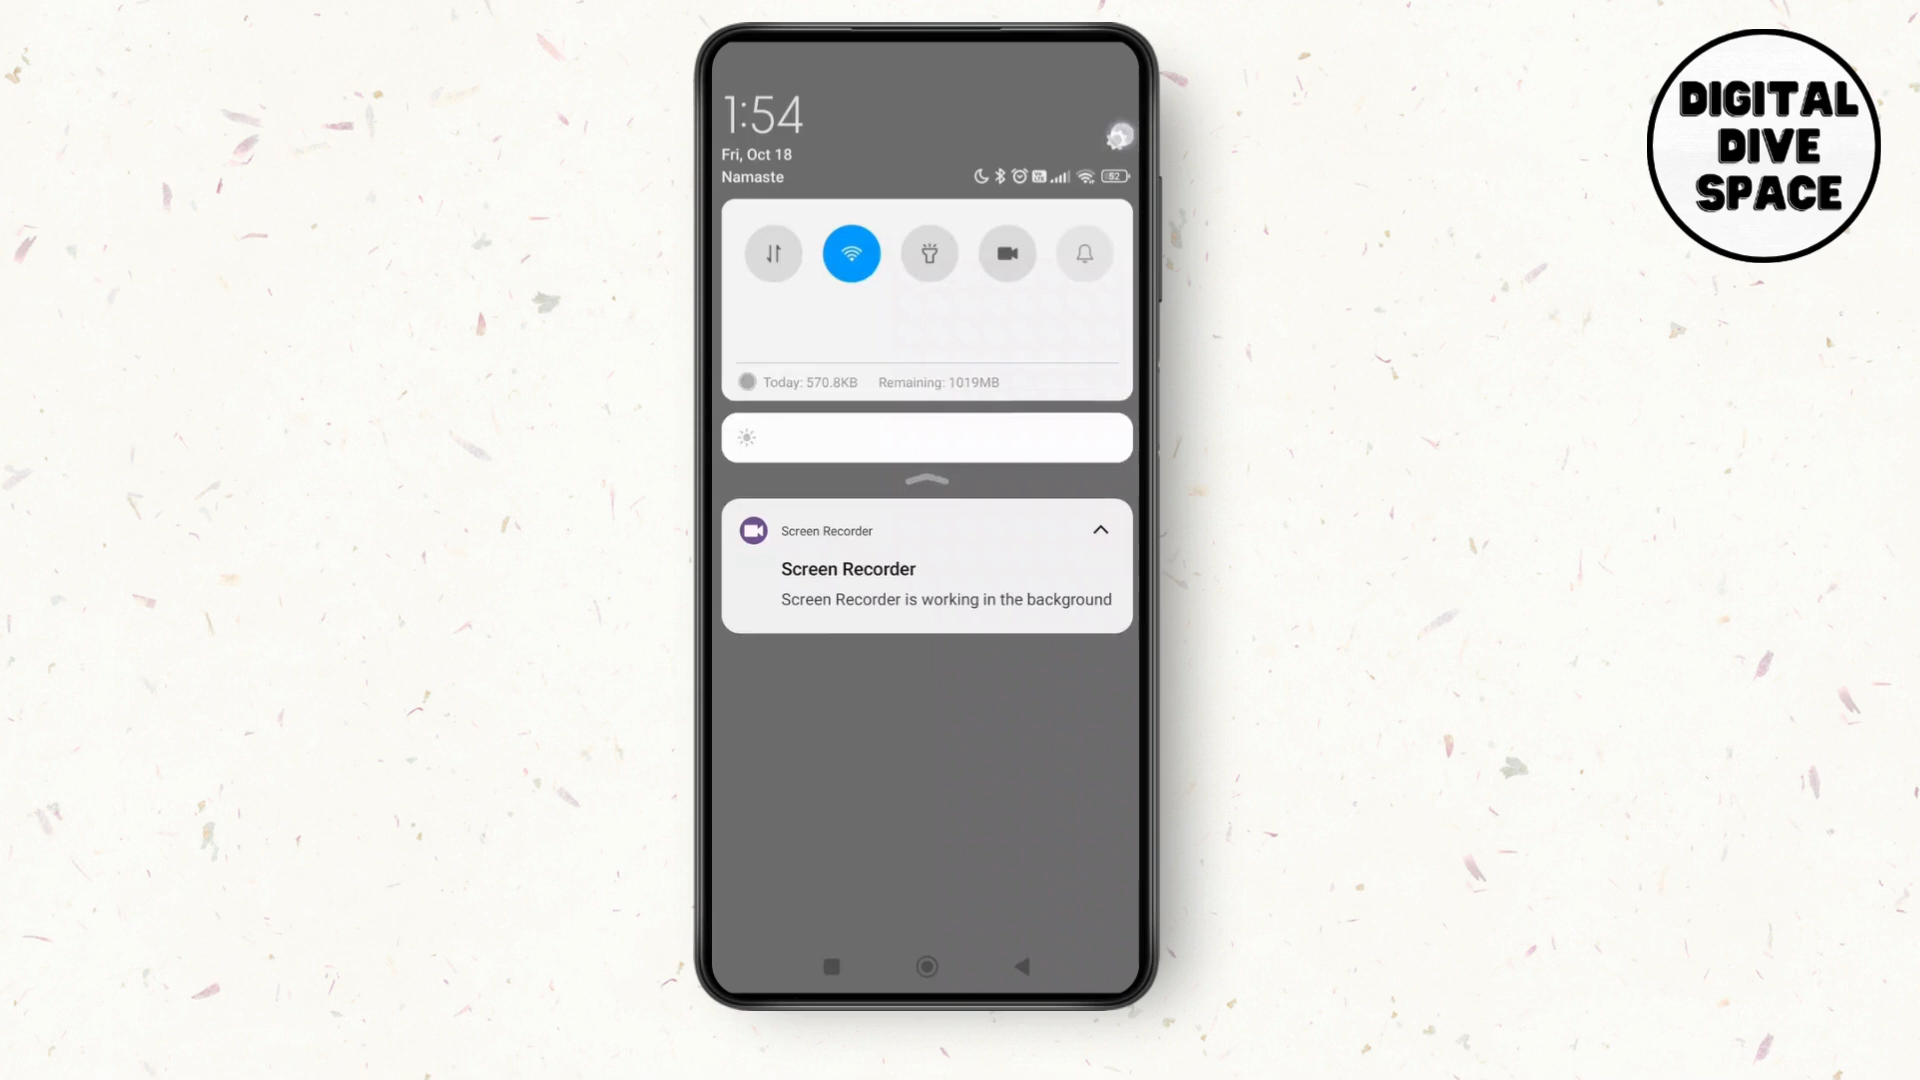 1:54
Fri, Oct 18
Namaste
52
Today: 570.8KB Remaining: 1019MB
Screen Recorder
Screen Recorder
Screen Recorder is working in the background
DIGITAL
DIVE
SPACE